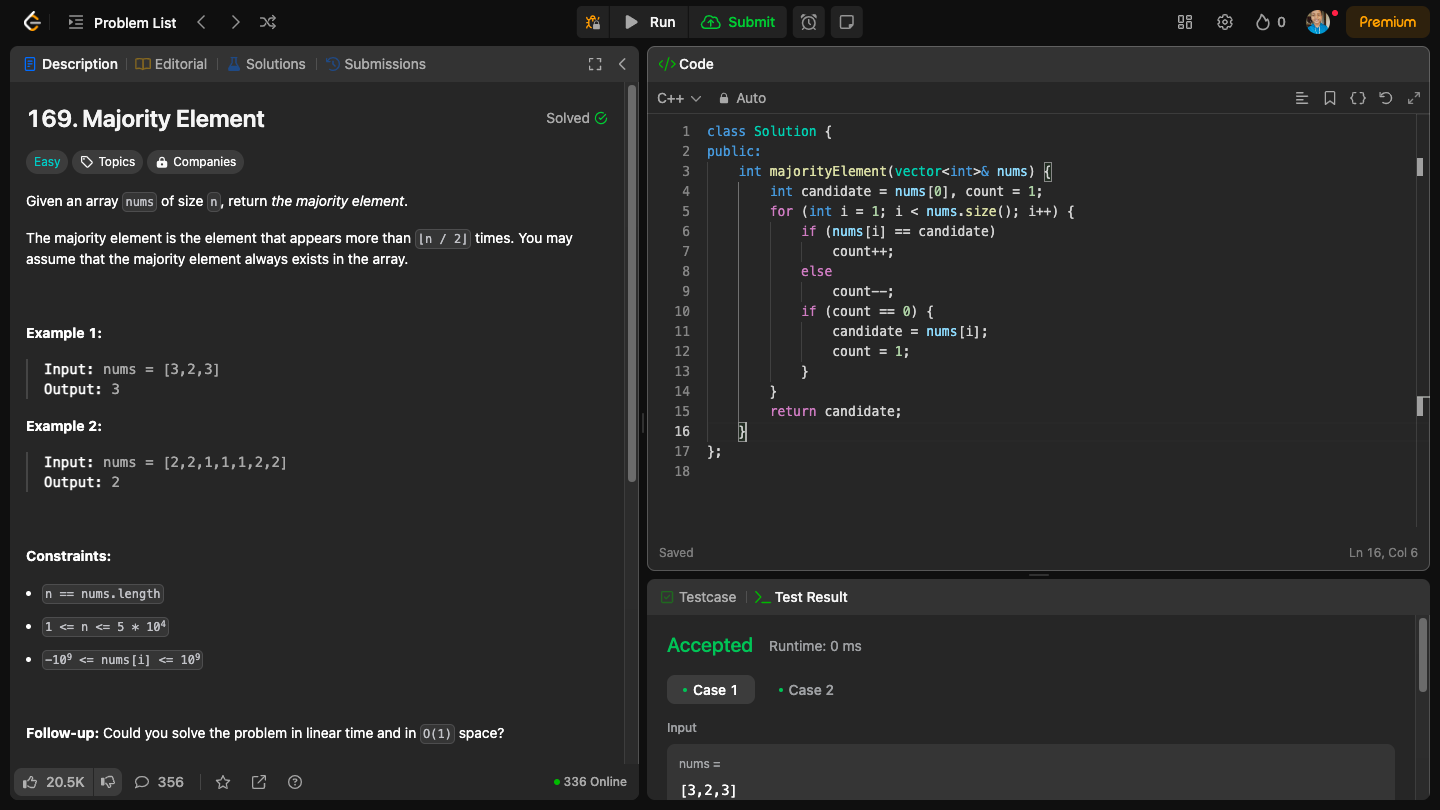 Problem List
Run
Submit
0
Premium
Description
Editorial
Solutions
Submissions
169. Majority Element
Solved
Easy
Topics
Companies
Given an array nums of size n, return the majority element.
The majority element is the element that appears more than ⌊n / 2⌋ times. You may
assume that the majority element always exists in the array.
Example 1:
Input: nums = [3,2,3]
Output: 3
Example 2:
Input: nums = [2,2,1,1,1,2,2]
Output: 2
Constraints:
• n == nums.length
• 1 <= n <= 5 * 10⁴
• -10⁹ <= nums[i] <= 10⁹
Follow-up: Could you solve the problem in linear time and in O(1) space?
20.5K
356
336 Online
</> Code
C++
Auto
1 class Solution {
2 public:
3     int majorityElement(vector<int>& nums) {
4         int candidate = nums[0], count = 1;
5         for (int i = 1; i < nums.size(); i++) {
6             if (nums[i] == candidate)
7                 count++;
8             else
9                 count--;
10             if (count == 0) {
11                 candidate = nums[i];
12                 count = 1;
13             }
14         }
15         return candidate;
16     }
17 };
18
Saved
Ln 16, Col 6
Testcase
Test Result
Accepted
Runtime: 0 ms
• Case 1
• Case 2
Input
nums =
[3,2,3]